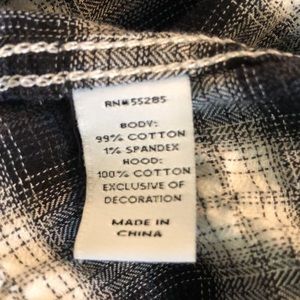 RN#55285
BODY:
99% COTTON
1% SPANDEX
HOOD:
100% COTTON
EXCLUSIVE OF
DECORATION
MADE IN
CHINA